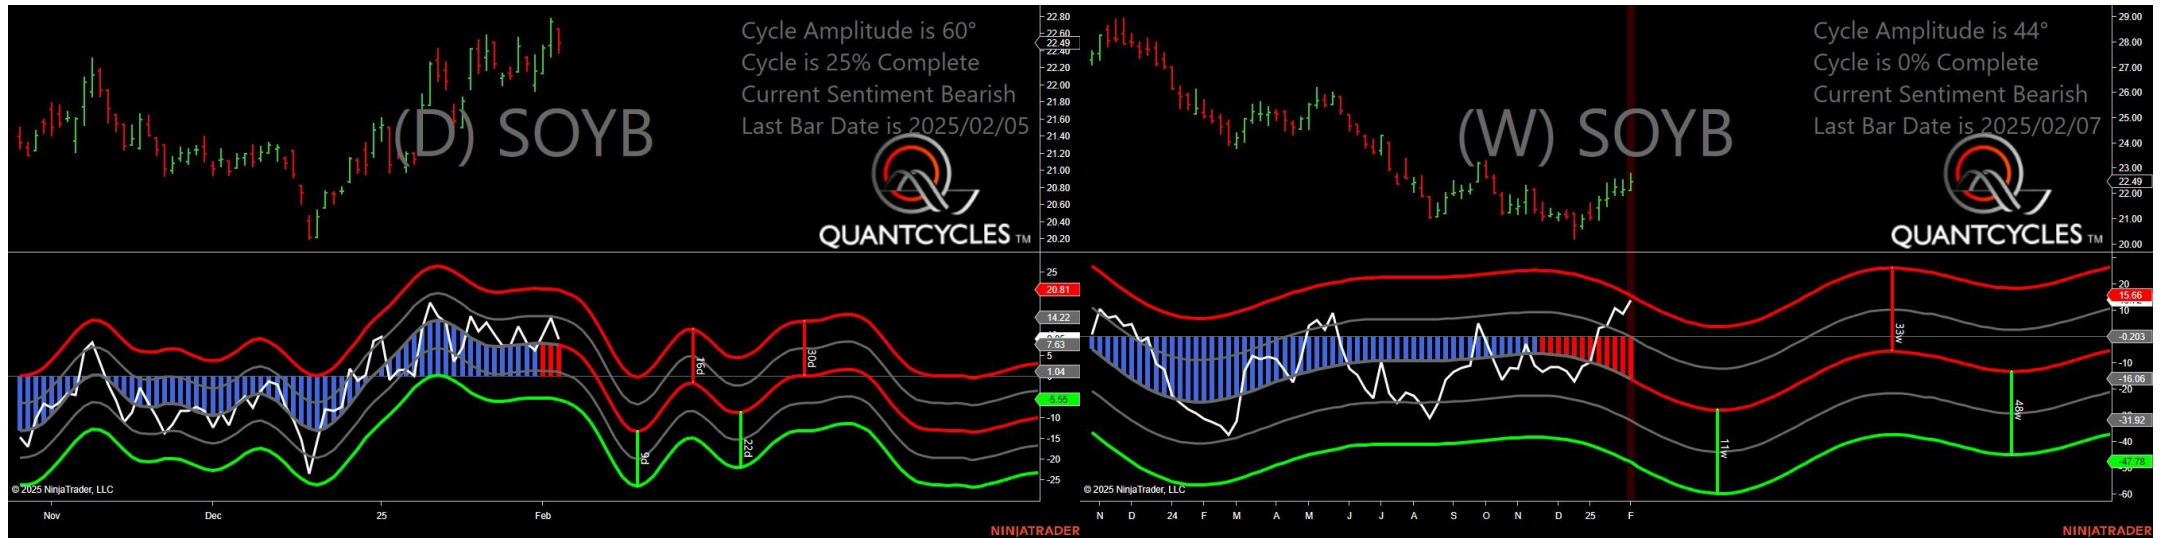 Cycle Amplitude is 60°
Cycle is 25% Complete
Current Sentiment Bearish
Last Bar Date is 2025/02/05
(D) SOYB
QUANTCYCLES TM
22.80
22.60
22.49
22.40
22.20
22.00
21.80
21.60
21.40
21.20
21.00
20.80
20.60
20.40
20.20
25
20.81
14.22
7.63
5
1.04
-5.55
-10
-15
-20
-25
9d
16d
22d
30d
© 2025 NinjaTrader, LLC
Nov
Dec
25
Feb
NINJATRADER
Cycle Amplitude is 44°
Cycle is 0% Complete
Current Sentiment Bearish
Last Bar Date is 2025/02/07
(W) SOYB
QUANTCYCLES TM
29.00
28.00
27.00
26.00
25.00
24.00
23.00
22.49
22.00
21.00
20.00
20
15.66
10
-0.203
-10
-16.06
-20
-31.92
-40
-47.78
-60
11w
33w
48w
© 2025 NinjaTrader, LLC
N D 24 F M A M J J A S O N D 25 F
NINJATRADER